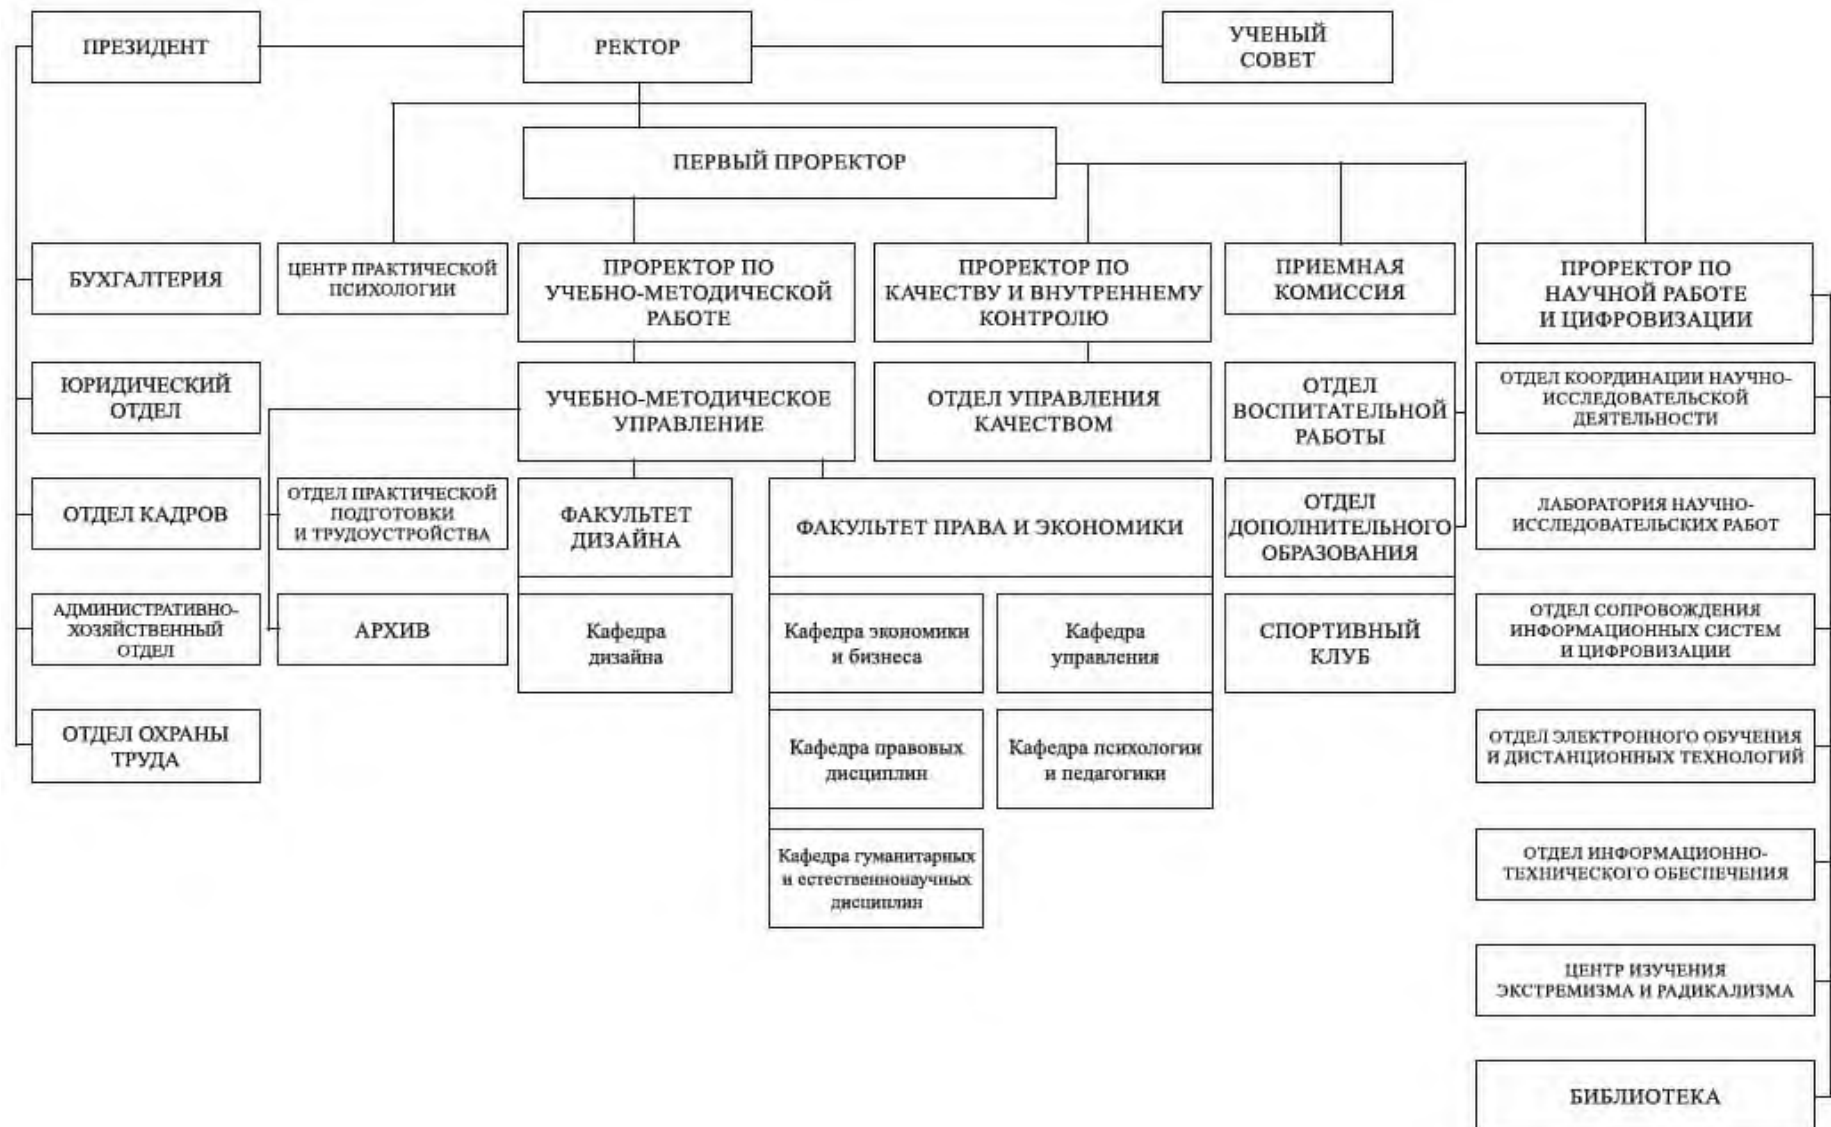 ПРЕЗИДЕНТ
РЕКТОР
УЧЕНЫЙ
СОВЕТ
ПЕРВЫЙ ПРОРЕКТОР
БУХГАЛТЕРИЯ
ЦЕНТР ПРАКТИЧЕСКОЙ
ПСИХОЛОГИИ
ПРОРЕКТОР ПО
УЧЕБНО-МЕТОДИЧЕСКОЙ
РАБОТЕ
ПРОРЕКТОР ПО
КАЧЕСТВУ И ВНУТРЕННЕМУ
КОНТРОЛЮ
ПРИЕМНАЯ
КОМИССИЯ
ПРОРЕКТОР ПО
НАУЧНОЙ РАБОТЕ
И ЦИФРОВИЗАЦИИ
ЮРИДИЧЕСКИЙ
ОТДЕЛ
УЧЕБНО-МЕТОДИЧЕСКОЕ
УПРАВЛЕНИЕ
ОТДЕЛ УПРАВЛЕНИЯ
КАЧЕСТВОМ
ОТДЕЛ
ВОСПИТАТЕЛЬНОЙ
РАБОТЫ
ОТДЕЛ КООРДИНАЦИИ НАУЧНО-
ИССЛЕДОВАТЕЛЬСКОЙ
ДЕЯТЕЛЬНОСТИ
ОТДЕЛ КАДРОВ
ОТДЕЛ ПРАКТИЧЕСКОЙ
ПОДГОТОВКИ
И ТРУДОУСТРОЙСТВА
ФАКУЛЬТЕТ
ДИЗАЙНА
ФАКУЛЬТЕТ ПРАВА И ЭКОНОМИКИ
ОТДЕЛ
ДОПОЛНИТЕЛЬНОГО
ОБРАЗОВАНИЯ
ЛАБОРАТОРИЯ НАУЧНО-
ИССЛЕДОВАТЕЛЬСКИХ РАБОТ
АДМИНИСТРАТИВНО-
ХОЗЯЙСТВЕННЫЙ
ОТДЕЛ
АРХИВ
Кафедра
дизайна
Кафедра экономики
и бизнеса
Кафедра
управления
СПОРТИВНЫЙ
КЛУБ
ОТДЕЛ СОПРОВОЖДЕНИЯ
ИНФОРМАЦИОННЫХ СИСТЕМ
И ЦИФРОВИЗАЦИИ
ОТДЕЛ ОХРАНЫ
ТРУДА
Кафедра правовых
дисциплин
Кафедра психологии
и педагогики
ОТДЕЛ ЭЛЕКТРОННОГО ОБУЧЕНИЯ
И ДИСТАНЦИОННЫХ ТЕХНОЛОГИЙ
Кафедра гуманитарных
и естественнонаучных
дисциплин
ОТДЕЛ ИНФОРМАЦИОННО-
ТЕХНИЧЕСКОГО ОБЕСПЕЧЕНИЯ
ЦЕНТР ИЗУЧЕНИЯ
ЭКСТРЕМИЗМА И РАДИКАЛИЗМА
БИБЛИОТЕКА